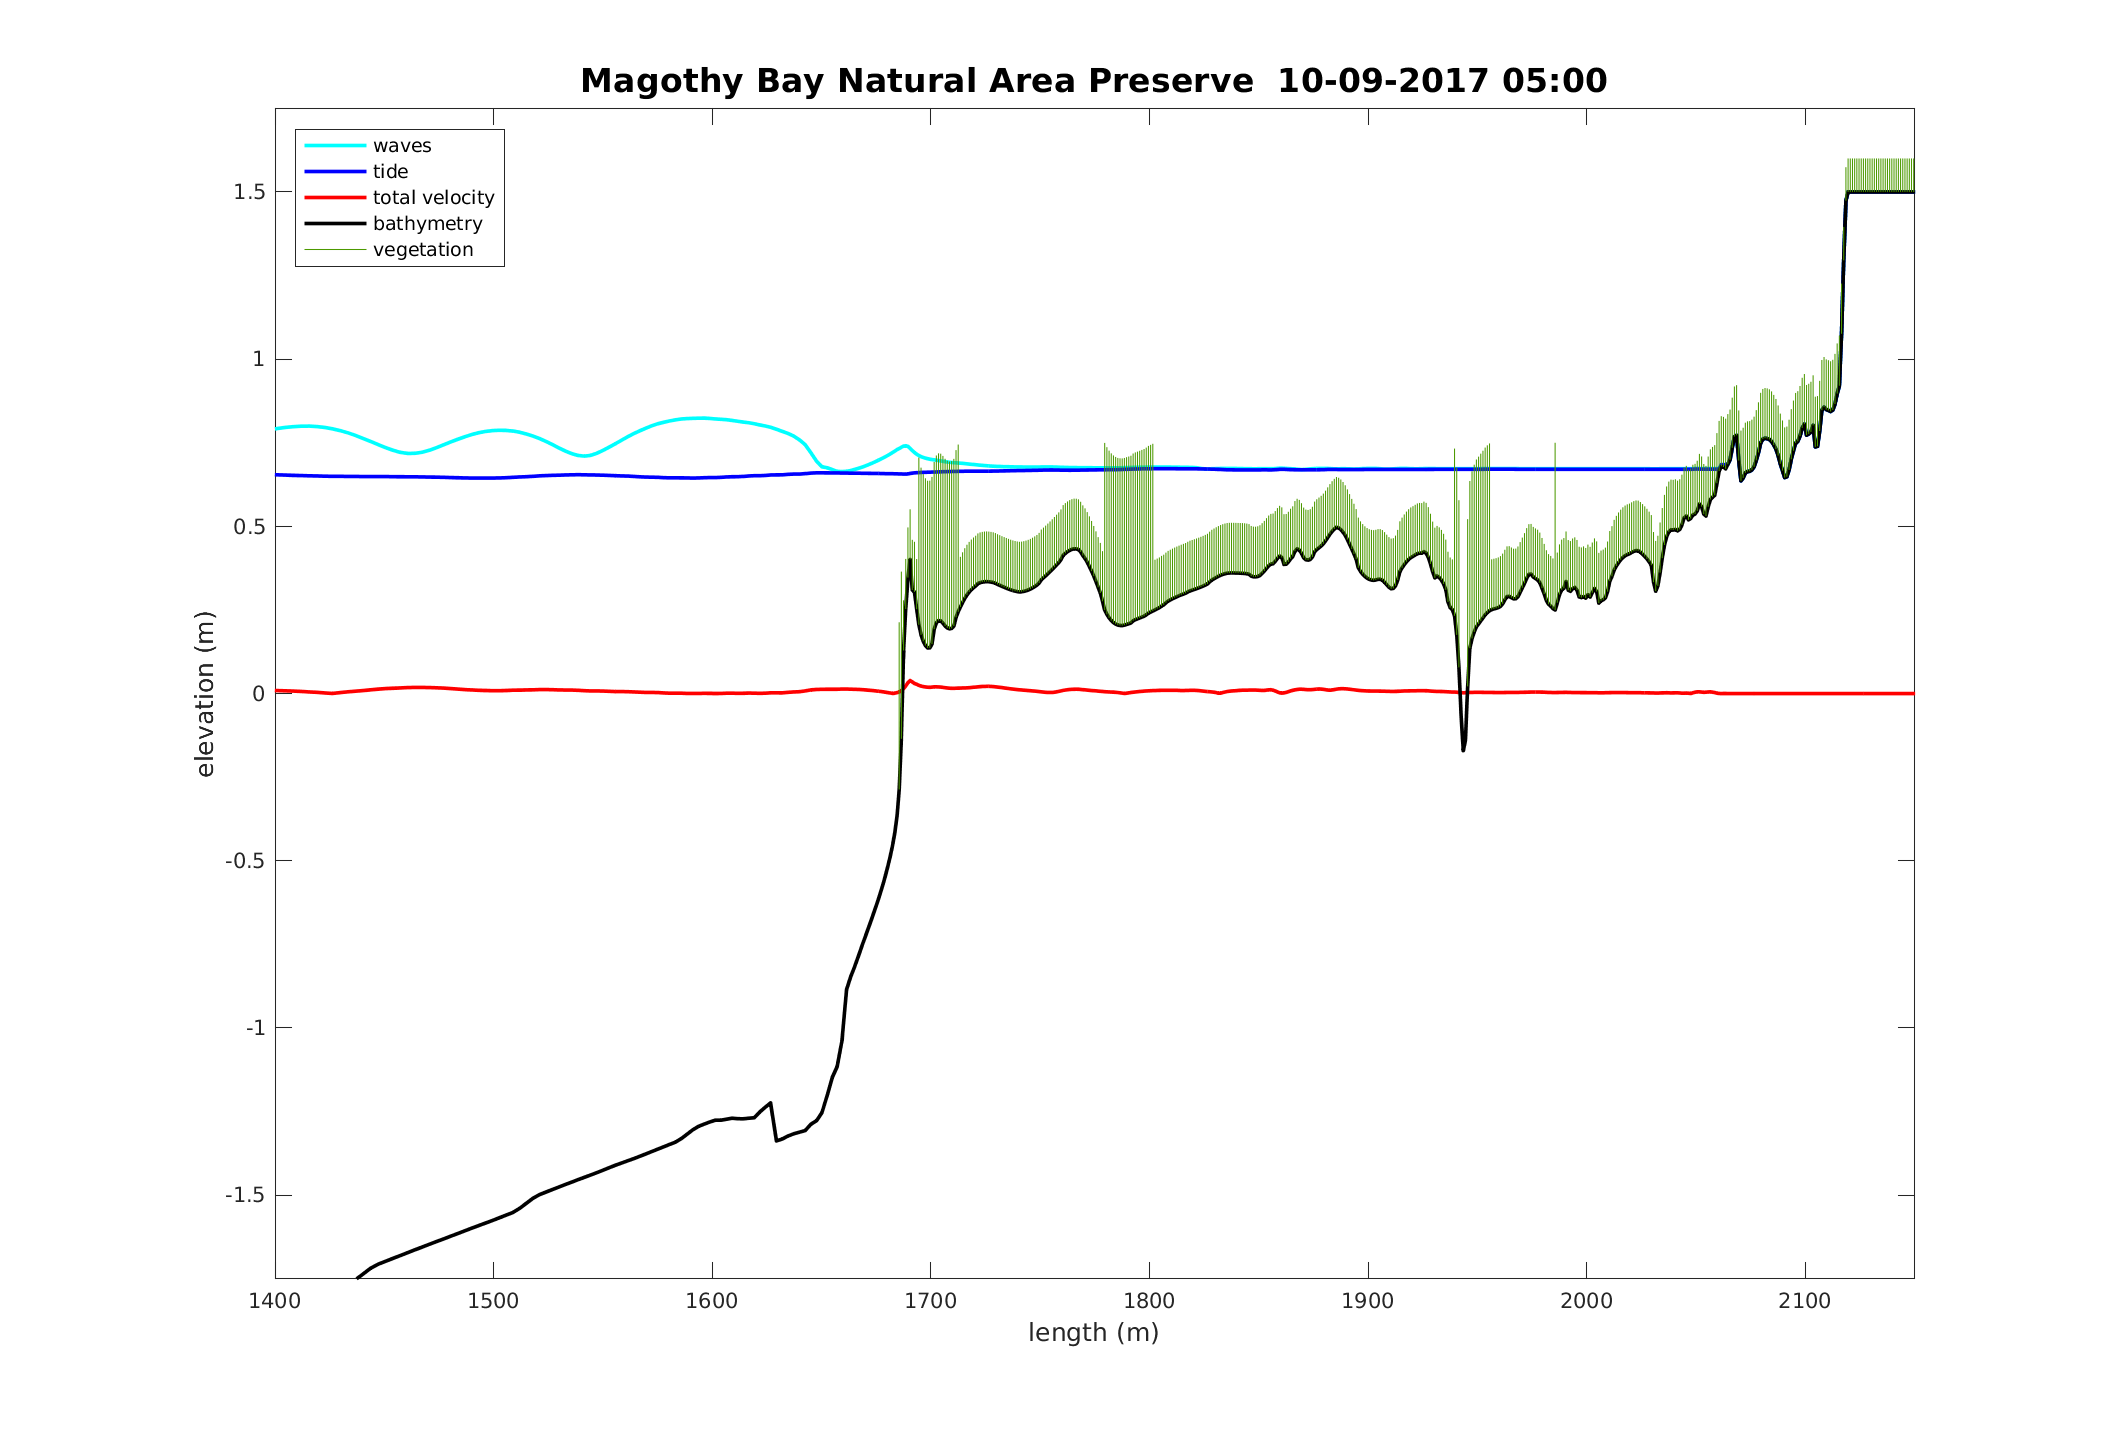 Magothy Bay Natural Area Preserve  10-09-2017 05:00
waves
tide
total velocity
bathymetry
vegetation
1.5
1
0.5
0
-0.5
-1
-1.5
elevation (m)
1400 1500 1600 1700 1800 1900 2000 2100
length (m)